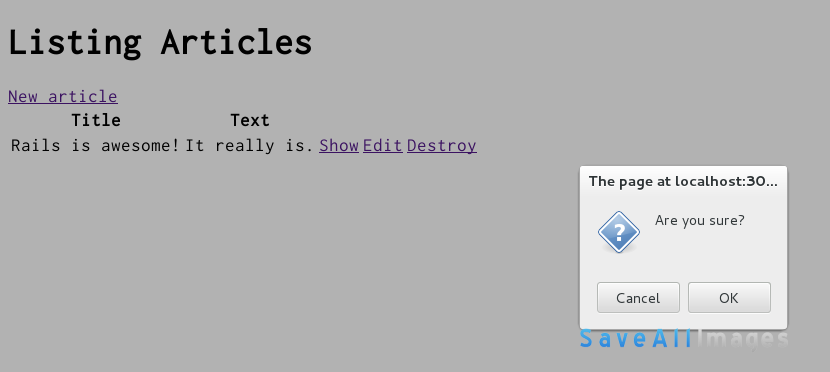 Listing Articles
New article
Title Text
Rails is awesome! It really is. Show Edit Destroy
The page at localhost:30...
?
Are you sure?
Cancel OK
SaveAllImages